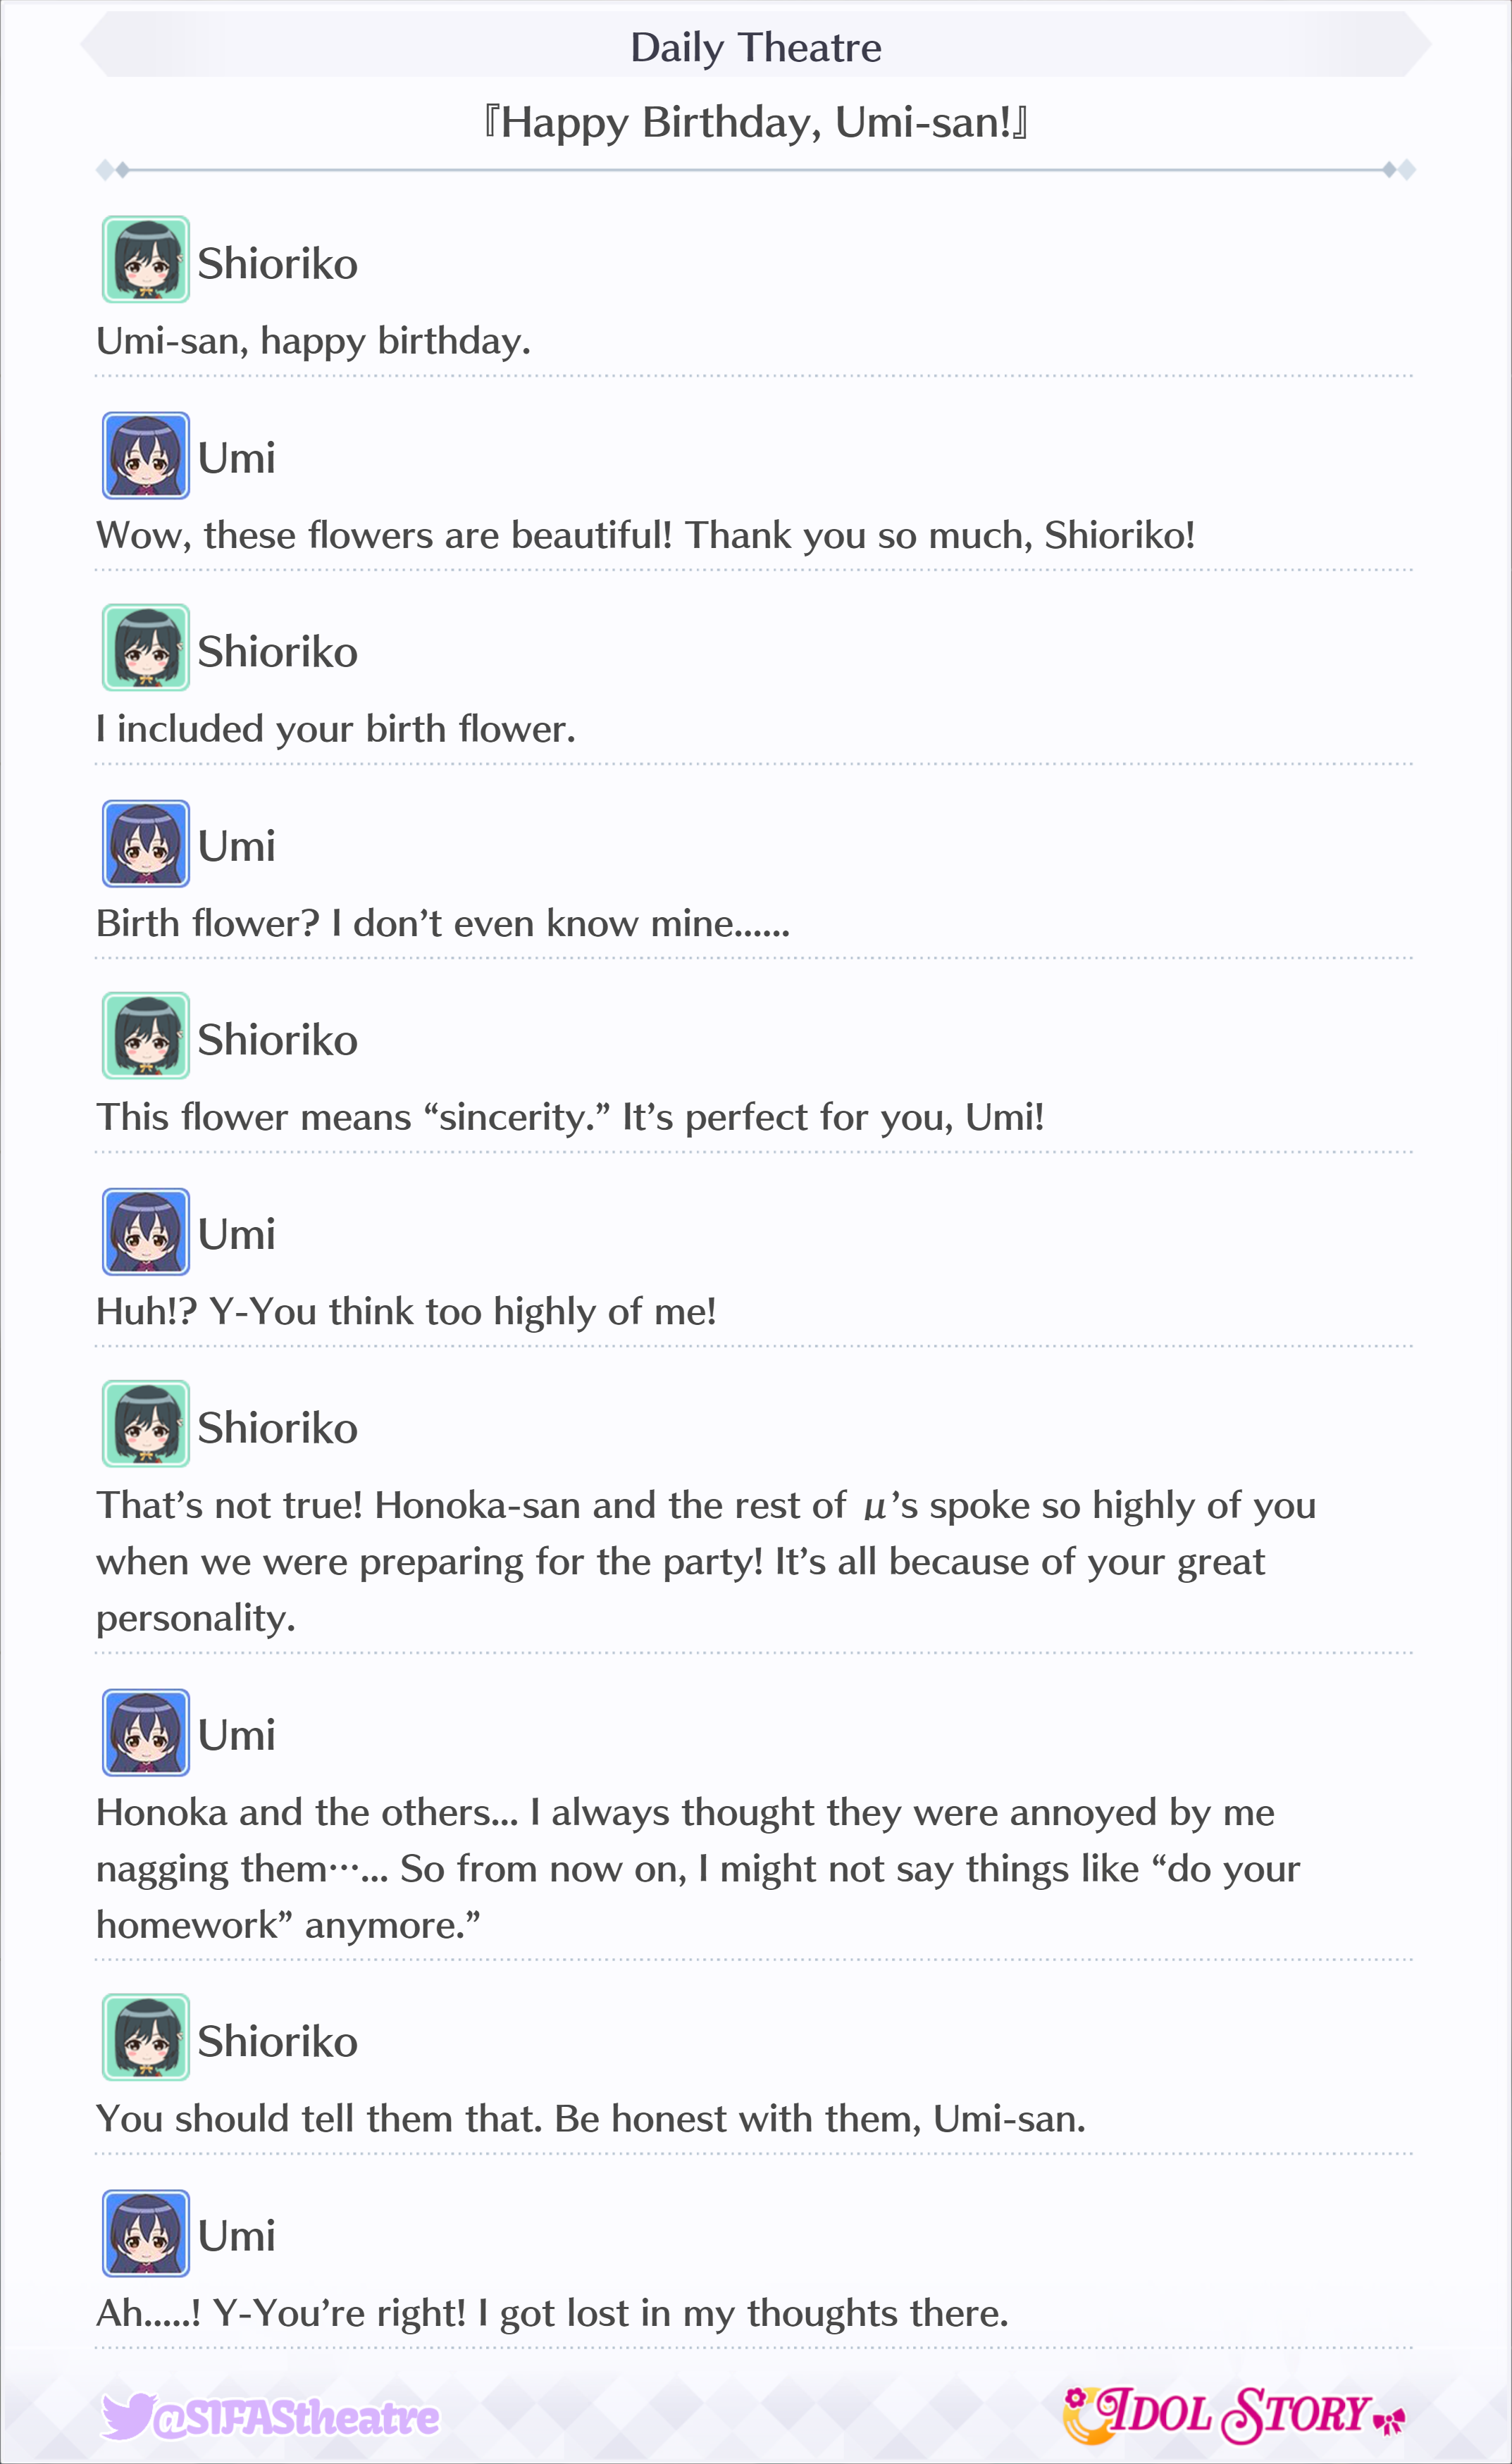 Daily Theatre
『Happy Birthday, Umi-san!』
Shioriko
Umi-san, happy birthday.
Umi
Wow, these flowers are beautiful! Thank you so much, Shioriko!
Shioriko
I included your birth flower.
Umi
Birth flower? I don’t even know mine......
Shioriko
This flower means “sincerity.” It’s perfect for you, Umi!
Umi
Huh!? Y-You think too highly of me!
Shioriko
That’s not true! Honoka-san and the rest of μ’s spoke so highly of you
when we were preparing for the party! It’s all because of your great
personality.
Umi
Honoka and the others... I always thought they were annoyed by me
nagging them⋯... So from now on, I might not say things like “do your
homework” anymore.”
Shioriko
You should tell them that. Be honest with them, Umi-san.
Umi
Ah.....! Y-You’re right! I got lost in my thoughts there.
@SIFAStheatre
IDOL STORY